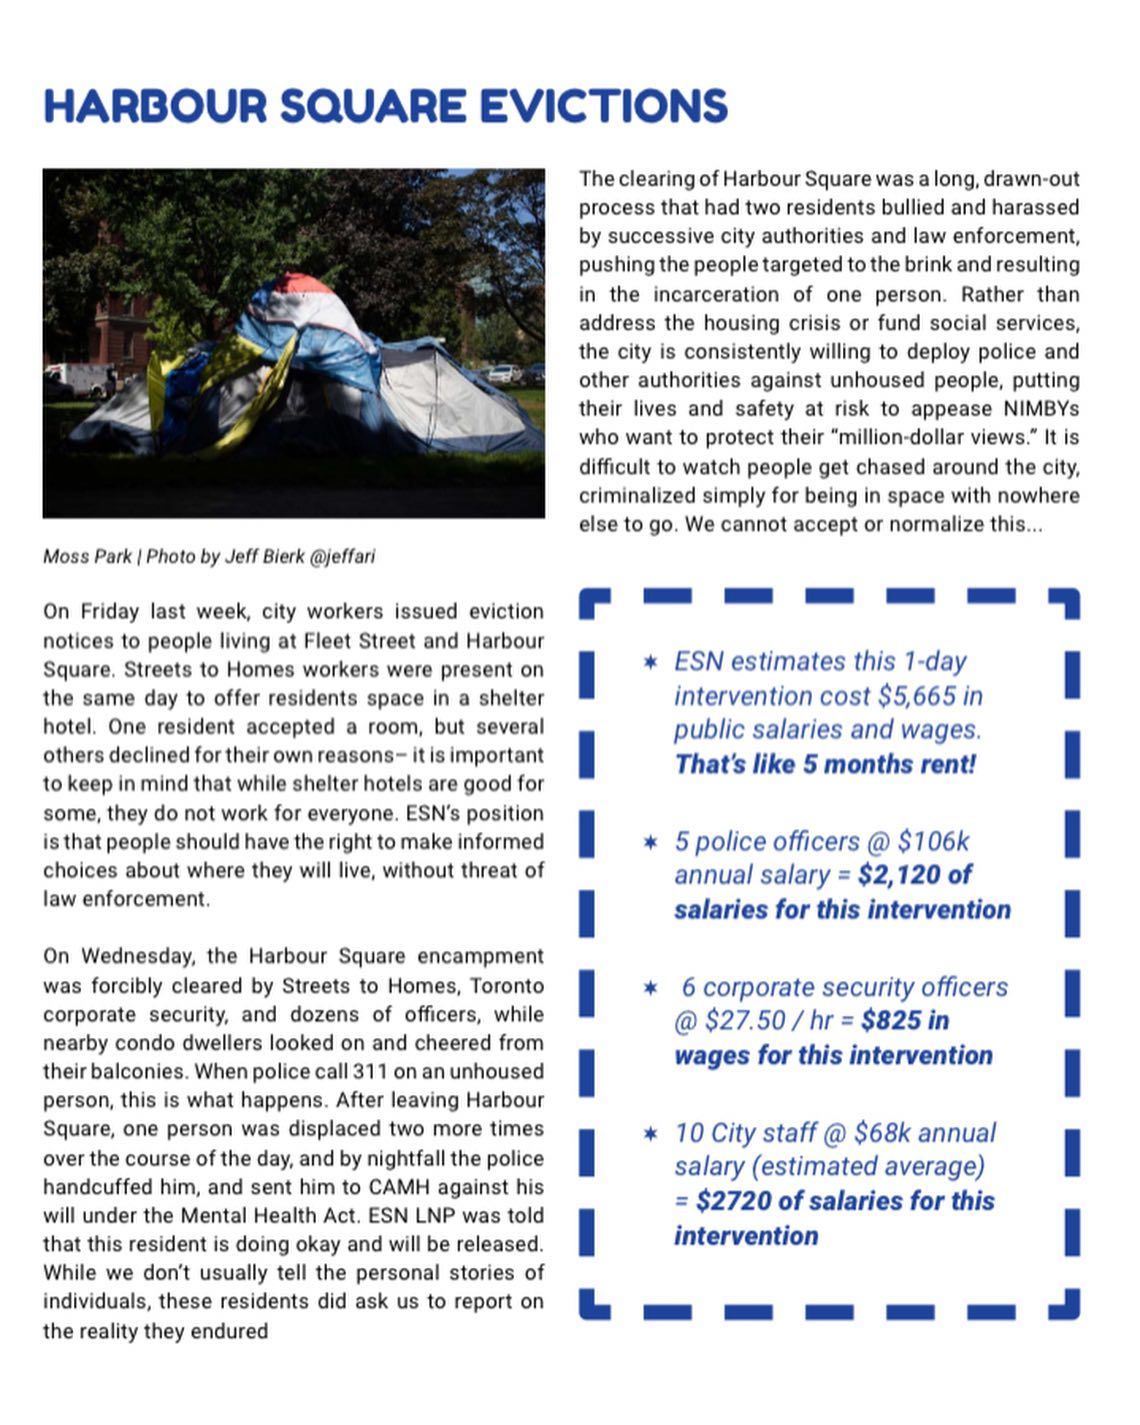 HARBOUR SQUARE EVICTIONS
Moss Park | Photo by Jeff Bierk @jeffari
On Friday last week, city workers issued eviction
notices to people living at Fleet Street and Harbour
Square. Streets to Homes workers were present on
the same day to offer residents space in a shelter
hotel. One resident accepted a room, but several
others declined for their own reasons– it is important
to keep in mind that while shelter hotels are good for
some, they do not work for everyone. ESN's position
is that people should have the right to make informed
choices about where they will live, without threat of
law enforcement.
On Wednesday, the Harbour Square encampment
was forcibly cleared by Streets to Homes, Toronto
corporate security, and dozens of officers, while
nearby condo dwellers looked on and cheered from
their balconies. When police call 311 on an unhoused
person, this is what happens. After leaving Harbour
Square, one person was displaced two more times
over the course of the day, and by nightfall the police
handcuffed him, and sent him to CAMH against his
will under the Mental Health Act. ESN LNP was told
that this resident is doing okay and will be released.
While we don't usually tell the personal stories of
individuals, these residents did ask us to report on
the reality they endured
The clearing of Harbour Square was a long, drawn-out
process that had two residents bullied and harassed
by successive city authorities and law enforcement,
pushing the people targeted to the brink and resulting
in the incarceration of one person. Rather than
address the housing crisis or fund social services,
the city is consistently willing to deploy police and
other authorities against unhoused people, putting
their lives and safety at risk to appease NIMBYs
who want to protect their “million-dollar views.” It is
difficult to watch people get chased around the city,
criminalized simply for being in space with nowhere
else to go. We cannot accept or normalize this...
✶ ESN estimates this 1-day
intervention cost $5,665 in
public salaries and wages.
That's like 5 months rent!
✶ 5 police officers @ $106k
annual salary = $2,120 of
salaries for this intervention
✶ 6 corporate security officers
@ $27.50 / hr = $825 in
wages for this intervention
✶ 10 City staff @ $68k annual
salary (estimated average)
= $2720 of salaries for this
intervention